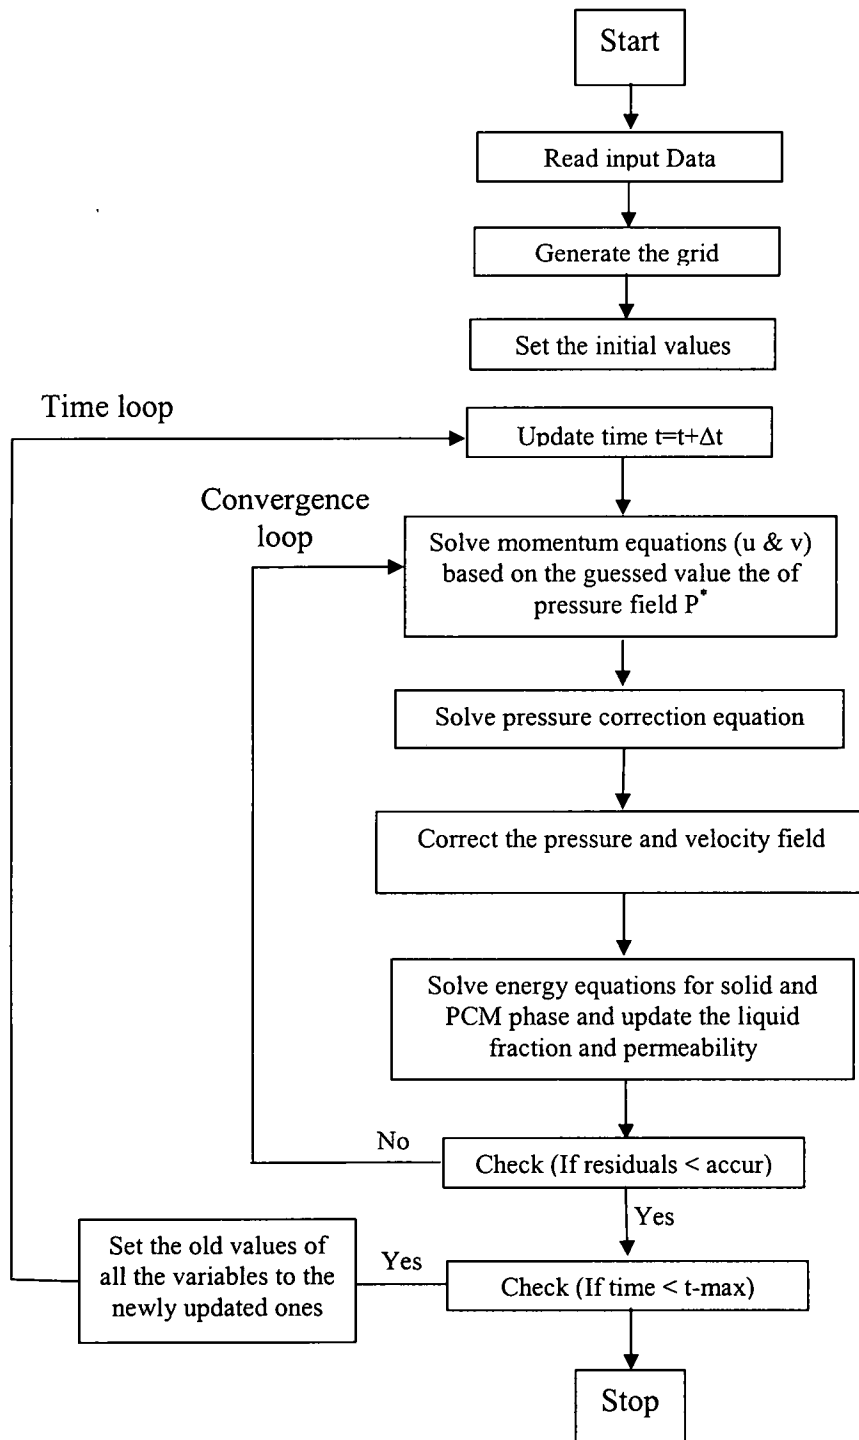 Start
Read input Data
Generate the grid
Set the initial values
Time loop
Update time t=t+Δt
Convergence
loop
Solve momentum equations (u & v)
based on the guessed value the of
pressure field P*
Solve pressure correction equation
Correct the pressure and velocity field
Solve energy equations for solid and
PCM phase and update the liquid
fraction and permeability
No
Check (If residuals < accur)
Yes
Set the old values of
all the variables to the
newly updated ones
Yes
Check (If time < t-max)
Stop